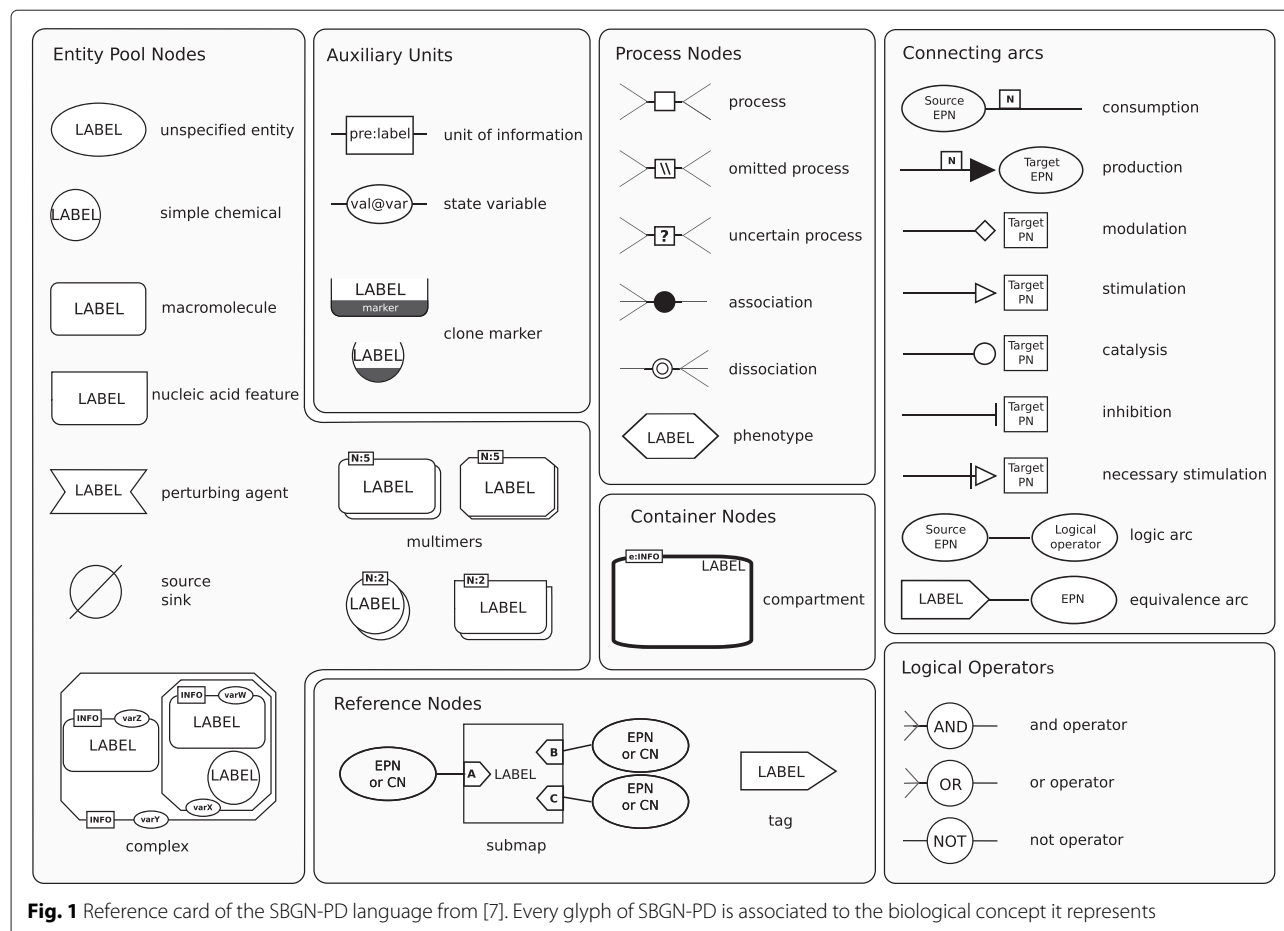 Entity Pool Nodes
LABEL unspecified entity
LABEL simple chemical
LABEL macromolecule
LABEL nucleic acid feature
LABEL perturbing agent
source
sink
INFO varZ
LABEL
INFO varW
LABEL
LABEL
varX
INFO varY
complex
Auxiliary Units
pre:label unit of information
val@var state variable
LABEL
marker
clone marker
LABEL
N:5
LABEL
N:5
LABEL
multimers
N:2
LABEL
N:2
LABEL
Process Nodes
process
\\ omitted process
? uncertain process
association
dissociation
LABEL phenotype
Container Nodes
e:INFO
LABEL
compartment
Reference Nodes
EPN
or CN
A LABEL
B
C
EPN
or CN
EPN
or CN
submap
LABEL
tag
Connecting arcs
Source
EPN
N
consumption
N
Target
EPN
production
Target
PN
modulation
Target
PN
stimulation
Target
PN
catalysis
Target
PN
inhibition
Target
PN
necessary stimulation
Source
EPN
Logical
operator
logic arc
LABEL EPN equivalence arc
Logical Operators
AND and operator
OR or operator
NOT not operator
Fig. 1 Reference card of the SBGN-PD language from [7]. Every glyph of SBGN-PD is associated to the biological concept it represents